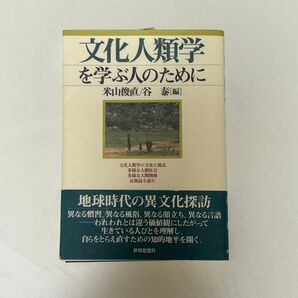 文化人類学
を学ぶ人のために
米山俊直/谷 泰[編]
文化人類学の方法と視点
多様な人間社会
多様な人間関係
民族誌を読む
地球時代の異文化探訪
異なる慣習、異なる風俗、異なる顔立ち、異なる言語
──われわれとは違う価値観にしたがって
生きている人びとを理解し、
自らをとらえ直すための知的地平を開く。
世界思想社